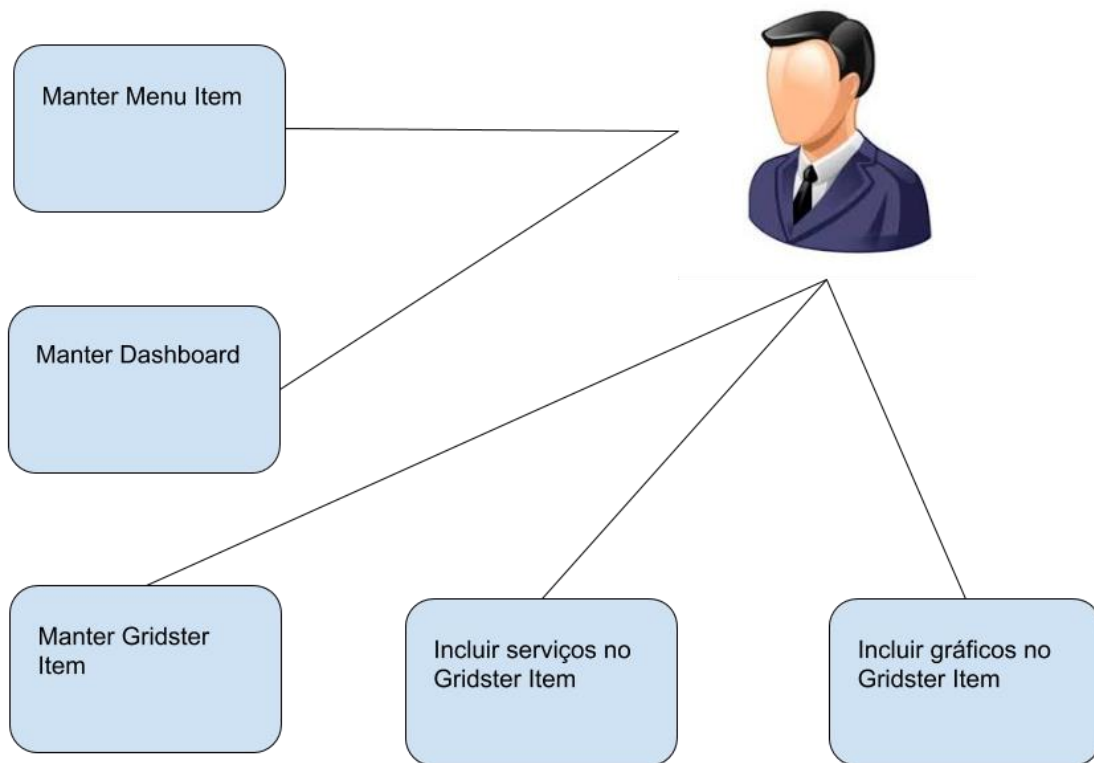 Manter Menu Item
Manter Dashboard
Manter Gridster
Item
Incluir serviços no
Gridster Item
Incluir gráficos no
Gridster Item